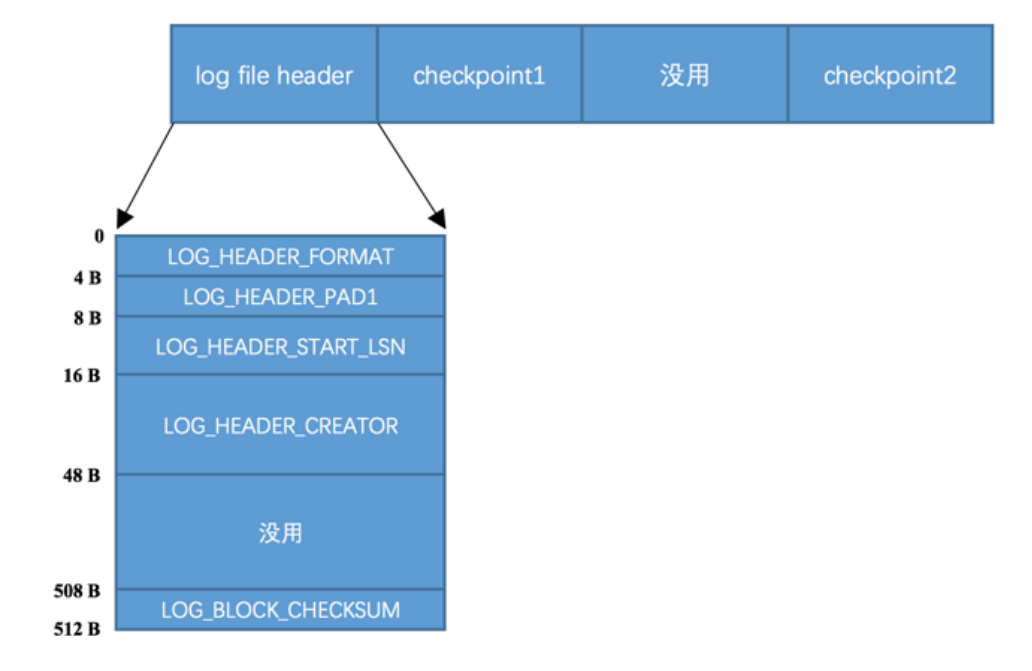 log file header
checkpoint1
没用
checkpoint2
0
LOG_HEADER_FORMAT
4 B
LOG_HEADER_PAD1
8 B
LOG_HEADER_START_LSN
16 B
LOG_HEADER_CREATOR
48 B
没用
508 B
LOG_BLOCK_CHECKSUM
512 B